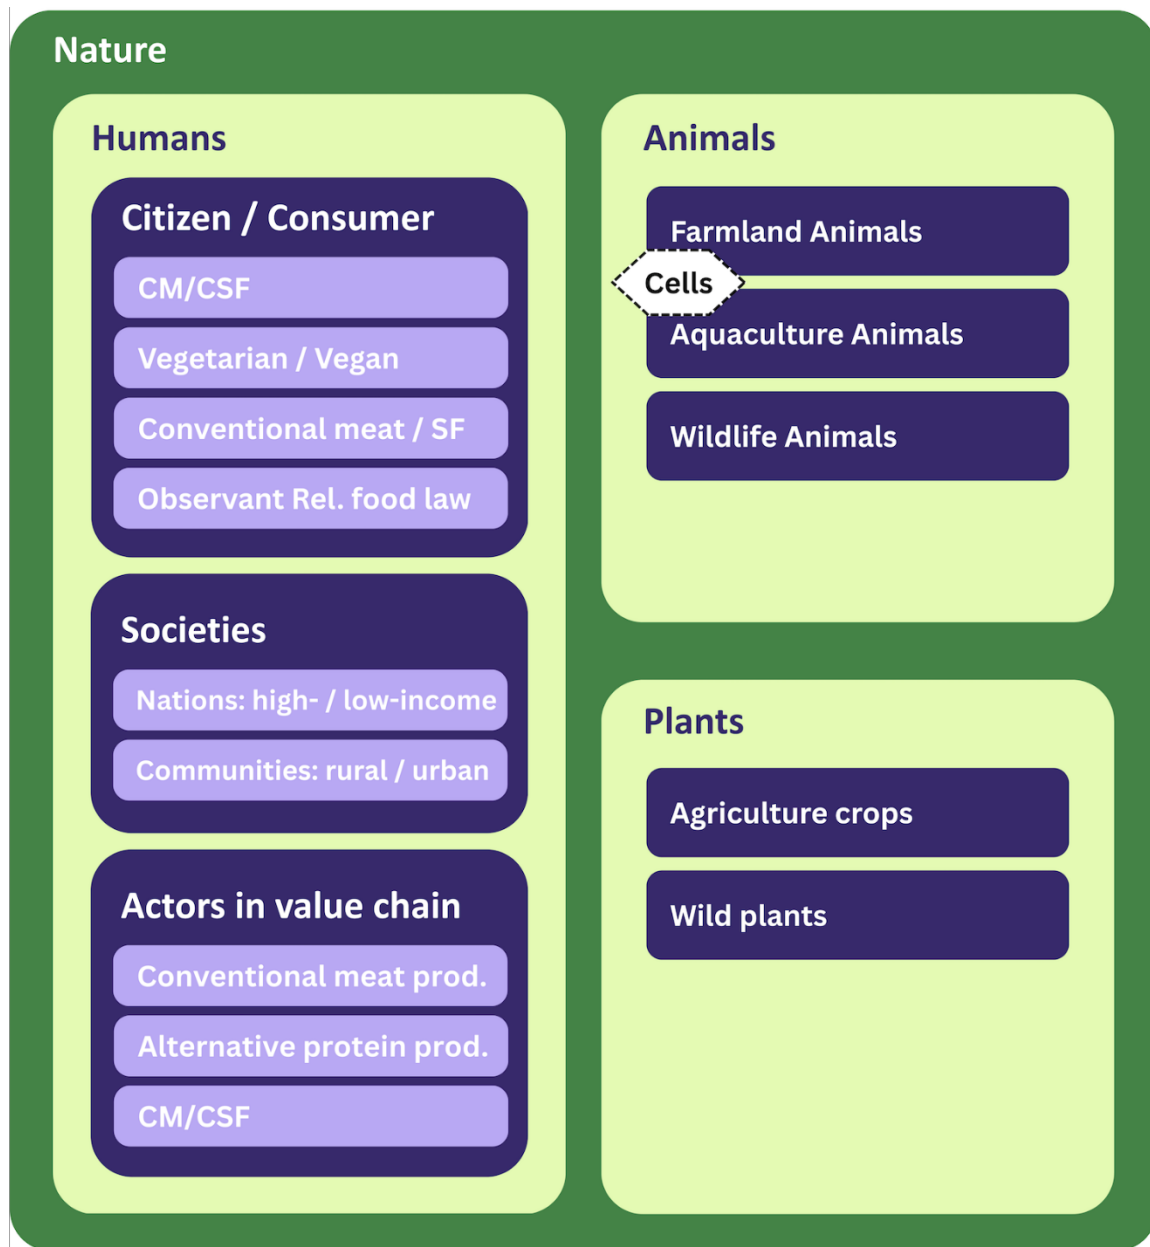 Nature
Humans
Citizen / Consumer
CM/CSF
Vegetarian / Vegan
Conventional meat / SF
Observant Rel. food law
Societies
Nations: high- / low-income
Communities: rural / urban
Actors in value chain
Conventional meat prod.
Alternative protein prod.
CM/CSF
Animals
Farmland Animals
Cells
Aquaculture Animals
Wildlife Animals
Plants
Agriculture crops
Wild plants